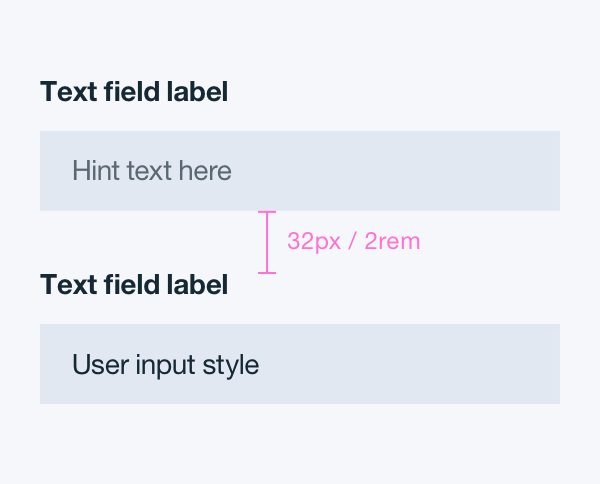 Text field label
Hint text here
32px / 2rem
Text field label
User input style